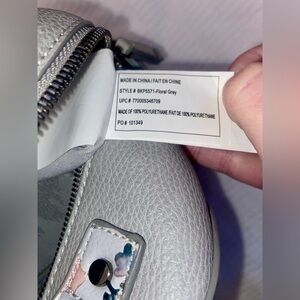 MADE IN CHINA / FAIT EN CHINE
STYLE # BKP5571-Floral Grey
UPC # 770005346709
MADE OF 100% POLYURETHANE/FAIT DE 100% POLYURETHANE
PO # 101349